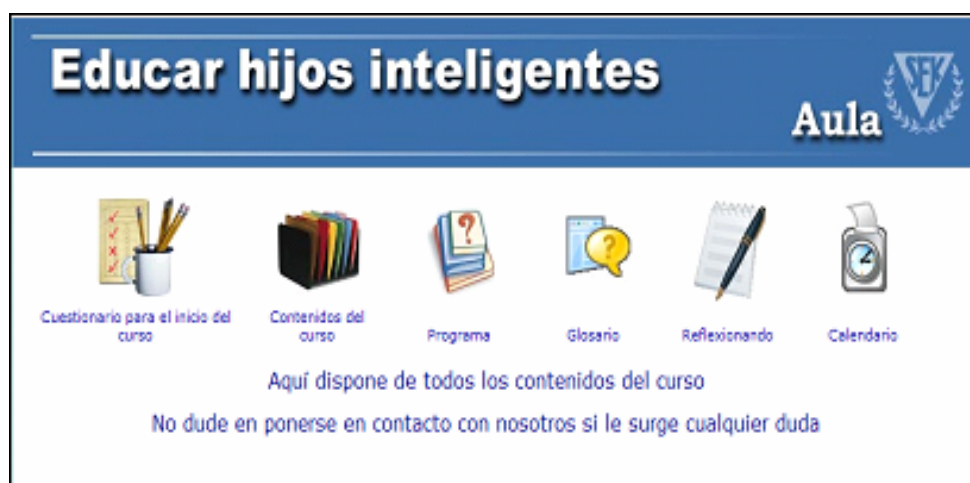 Educar hijos inteligentes
SEK
Aula
Cuestionario para el inicio del
curso
Contenidos del
curso
Programa
Glosario
Reflexionando
Calendario
Aquí dispone de todos los contenidos del curso
No dude en ponerse en contacto con nosotros si le surge cualquier duda